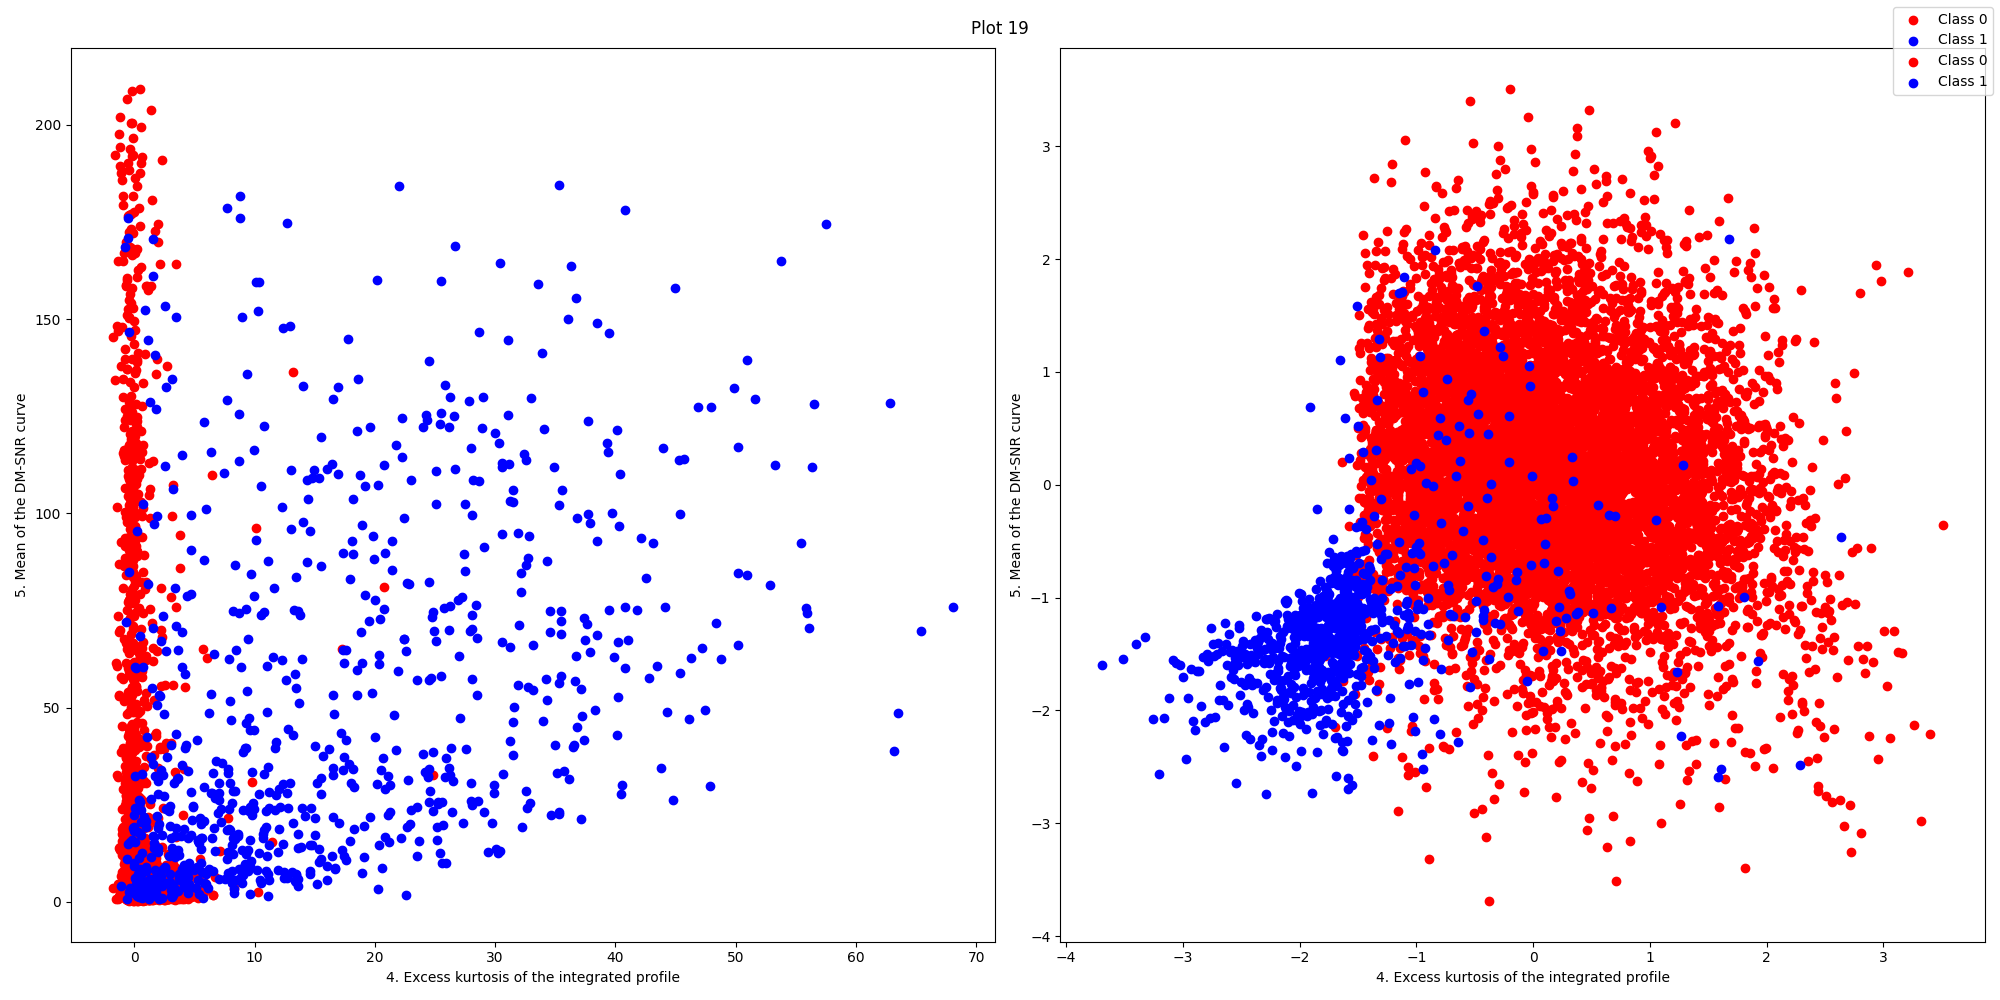 Plot 19
Class 0
Class 1
Class 0
Class 1
5. Mean of the DM-SNR curve
200
150
100
50
0
0 10 20 30 40 50 60 70
4. Excess kurtosis of the integrated profile
5. Mean of the DM-SNR curve
3
2
1
0
−1
−2
−3
−4
−4 −3 −2 −1 0 1 2 3
4. Excess kurtosis of the integrated profile